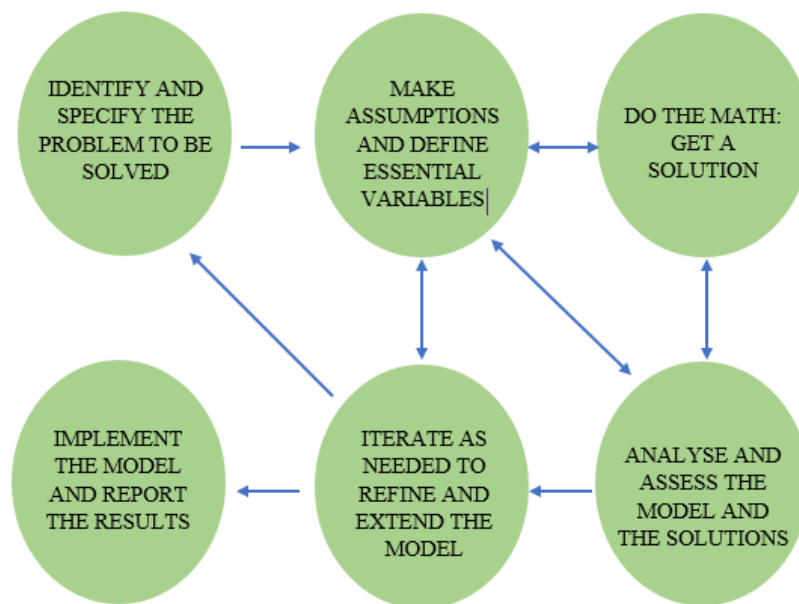 IDENTIFY AND
SPECIFY THE
PROBLEM TO BE
SOLVED
MAKE
ASSUMPTIONS
AND DEFINE
ESSENTIAL
VARIABLES
DO THE MATH:
GET A
SOLUTION
IMPLEMENT
THE MODEL
AND REPORT
THE RESULTS
ITERATE AS
NEEDED TO
REFINE AND
EXTEND THE
MODEL
ANALYSE AND
ASSESS THE
MODEL AND
THE SOLUTIONS